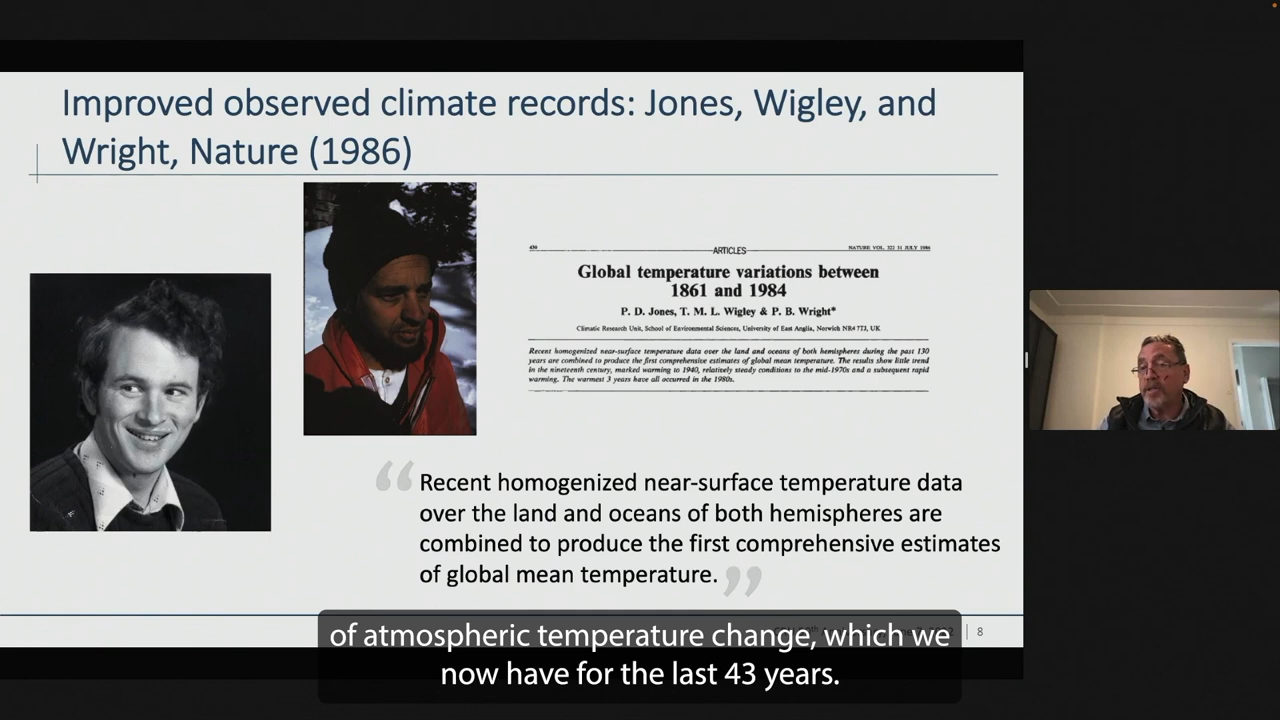 Improved observed climate records: Jones, Wigley, and
Wright, Nature (1986)
436
ARTICLES
NATURE VOL. 322 31 JULY 1986
Global temperature variations between
1861 and 1984
P. D. Jones, T. M. L. Wigley & P. B. Wright*
Climatic Research Unit, School of Environmental Sciences, University of East Anglia, Norwich NR4 7TJ, UK
Recent homogenized near-surface temperature data over the land and oceans of both hemispheres during the past 130
years are combined to produce the first comprehensive estimates of global mean temperature. The results show little trend
in the nineteenth century, marked warming to 1940, relatively steady conditions to the mid-1970s and a subsequent rapid
warming. The warmest 3 years have all occurred in the 1980s.
“Recent homogenized near-surface temperature data
over the land and oceans of both hemispheres are
combined to produce the first comprehensive estimates
of global mean temperature.”
8
of atmospheric temperature change, which we
now have for the last 43 years.